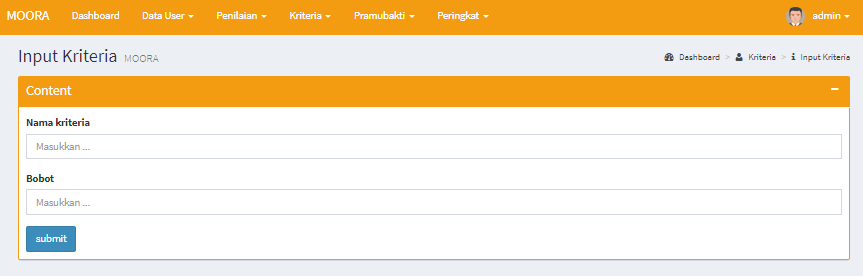 MOORA Dashboard Data User Penilaian Kriteria Pramubakti Peringkat admin
Input Kriteria MOORA Dashboard > Kriteria > Input Kriteria
Content
Nama kriteria
Masukkan ...
Bobot
Masukkan ...
submit